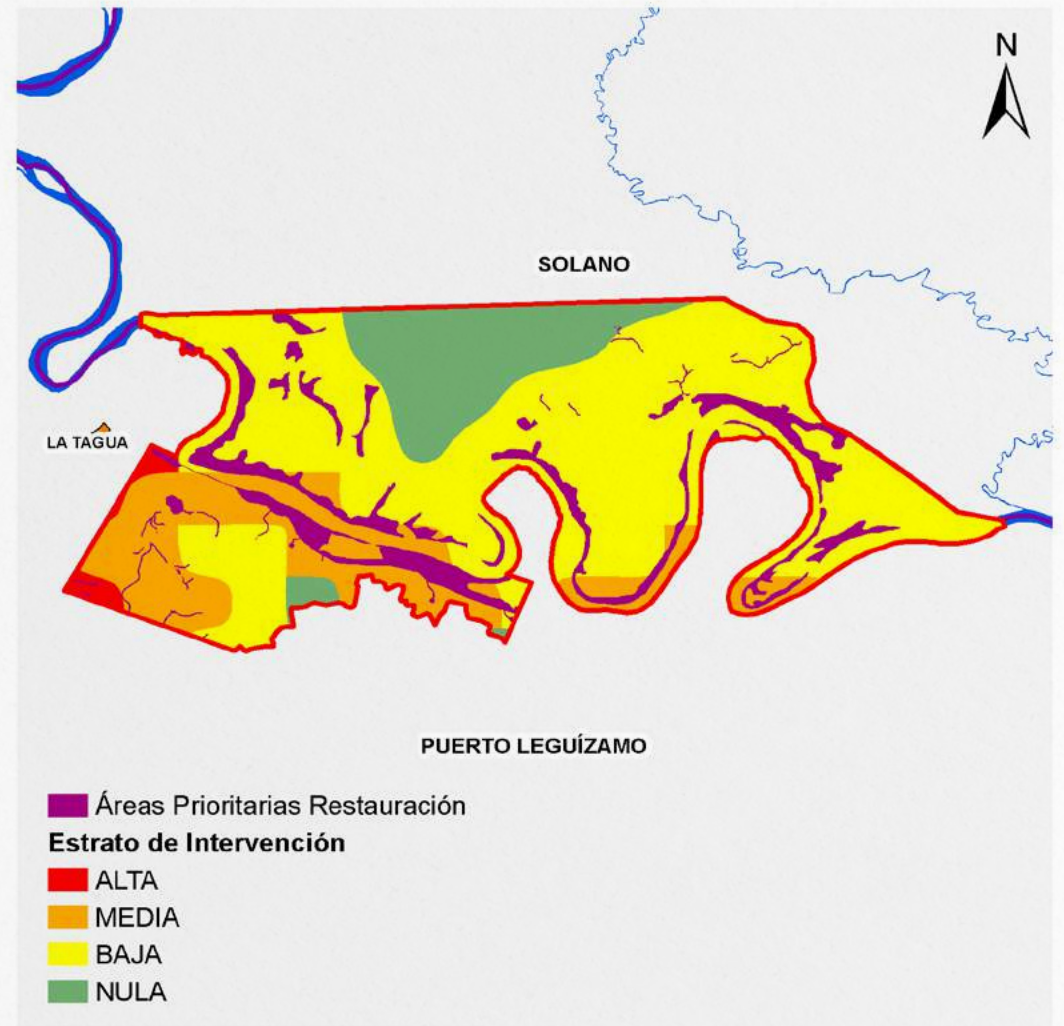 N
SOLANO
LA TAGUA
PUERTO LEGUÍZAMO
Áreas Prioritarias Restauración
Estrato de Intervención
ALTA
MEDIA
BAJA
NULA